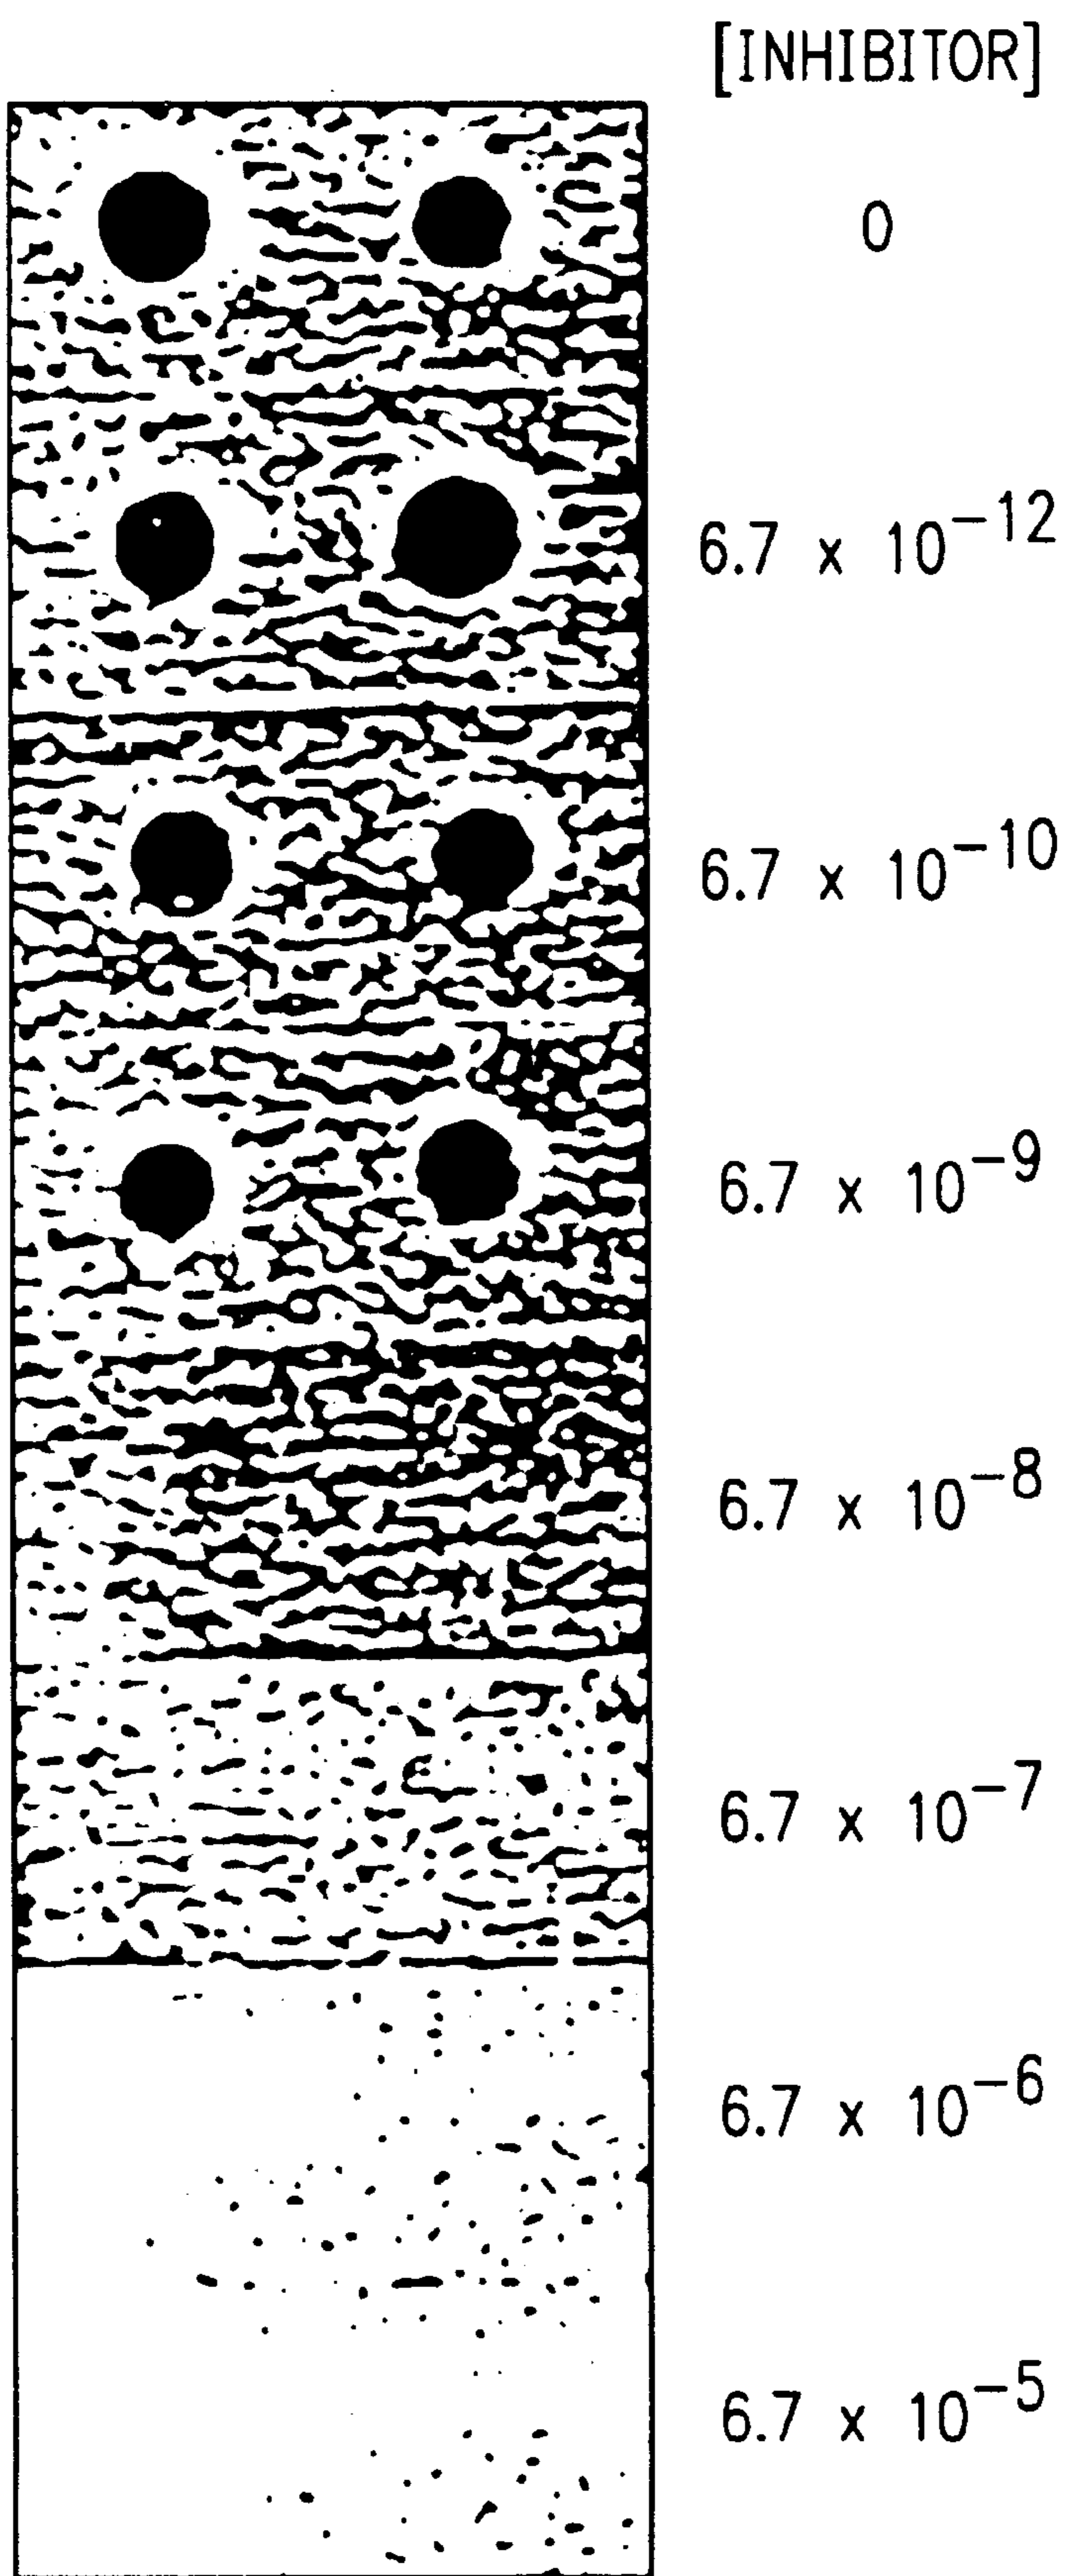 [INHIBITOR]
0
6.7 x 10⁻¹²
6.7 x 10⁻¹⁰
6.7 x 10⁻⁹
6.7 x 10⁻⁸
6.7 x 10⁻⁷
6.7 x 10⁻⁶
6.7 x 10⁻⁵